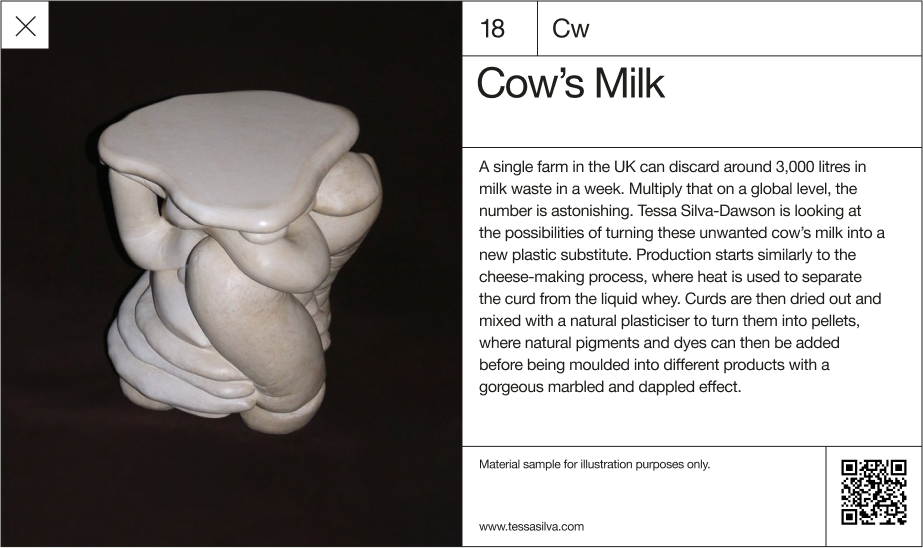 18
Cw
Cow’s Milk
A single farm in the UK can discard around 3,000 litres in
milk waste in a week. Multiply that on a global level, the
number is astonishing. Tessa Silva-Dawson is looking at
the possibilities of turning these unwanted cow’s milk into a
new plastic substitute. Production starts similarly to the
cheese-making process, where heat is used to separate
the curd from the liquid whey. Curds are then dried out and
mixed with a natural plasticiser to turn them into pellets,
where natural pigments and dyes can then be added
before being moulded into different products with a
gorgeous marbled and dappled effect.
Material sample for illustration purposes only.
www.tessasilva.com